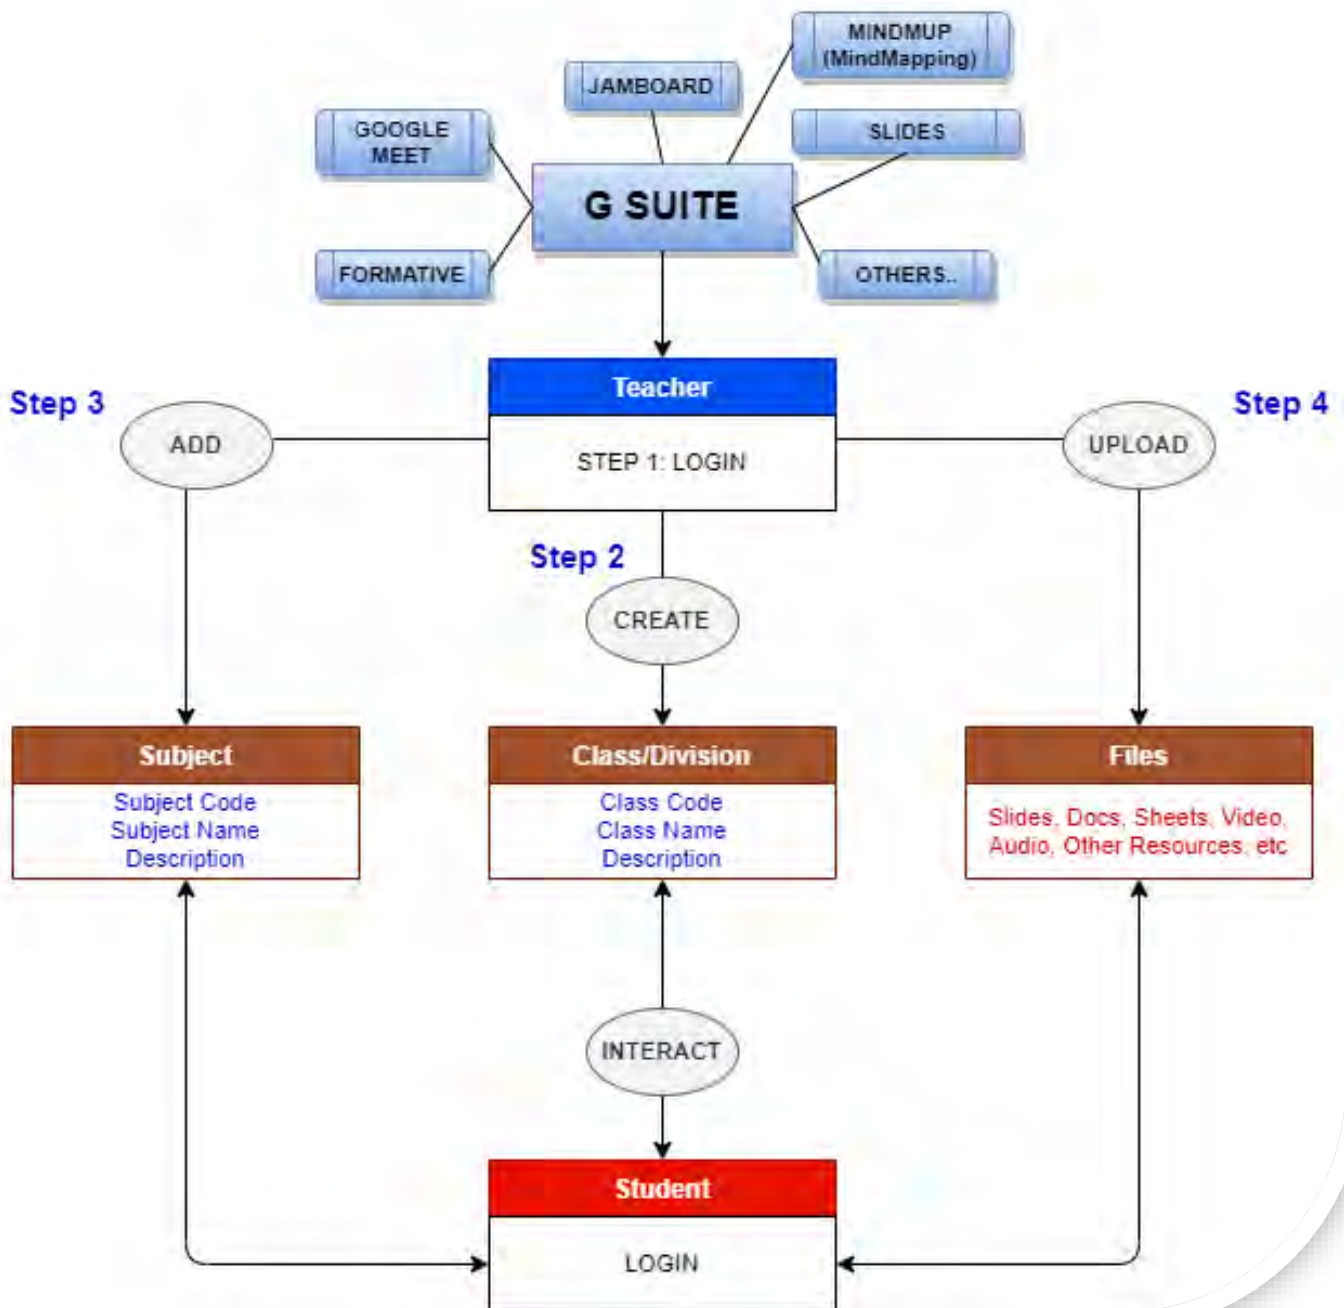 MINDMUP
(MindMapping)
JAMBOARD
GOOGLE
MEET
SLIDES
G SUITE
FORMATIVE
OTHERS..
Teacher
Step 3
Step 4
ADD
UPLOAD
STEP 1: LOGIN
Step 2
CREATE
Subject
Subject Code
Subject Name
Description
Class/Division
Class Code
Class Name
Description
Files
Slides, Docs, Sheets, Video,
Audio, Other Resources, etc
INTERACT
Student
LOGIN